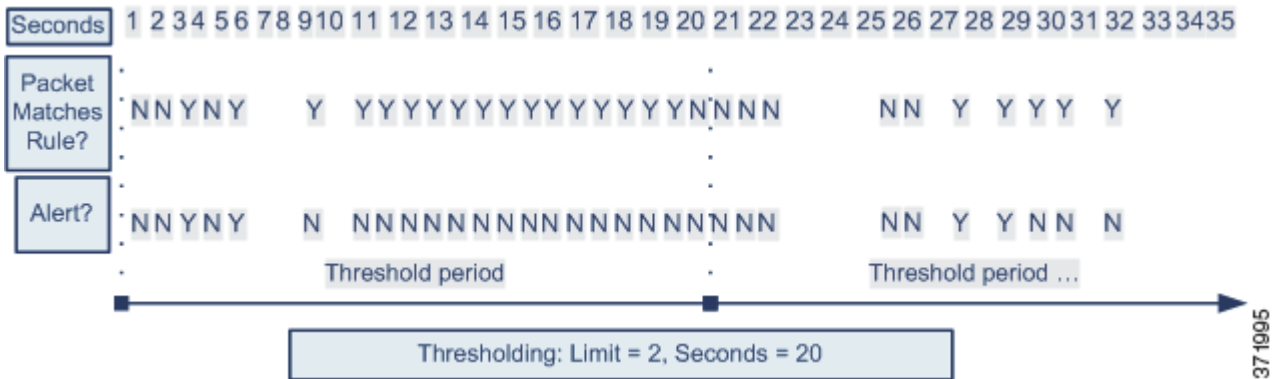 Seconds 1 2 3 4 5 6 7 8 9 10 11 12 13 14 15 16 17 18 19 20 21 22 23 24 25 26 27 28 29 30 31 32 33 34 35
Packet
Matches
Rule?
N N Y N Y Y Y Y Y Y Y Y Y Y Y Y Y Y Y Y N N N N N N Y Y Y Y Y
Alert?
N N Y N Y N N N N N N N N N N N N N N N N N N N N N Y Y N N N
Threshold period
Threshold period ...
Thresholding: Limit = 2, Seconds = 20
371995